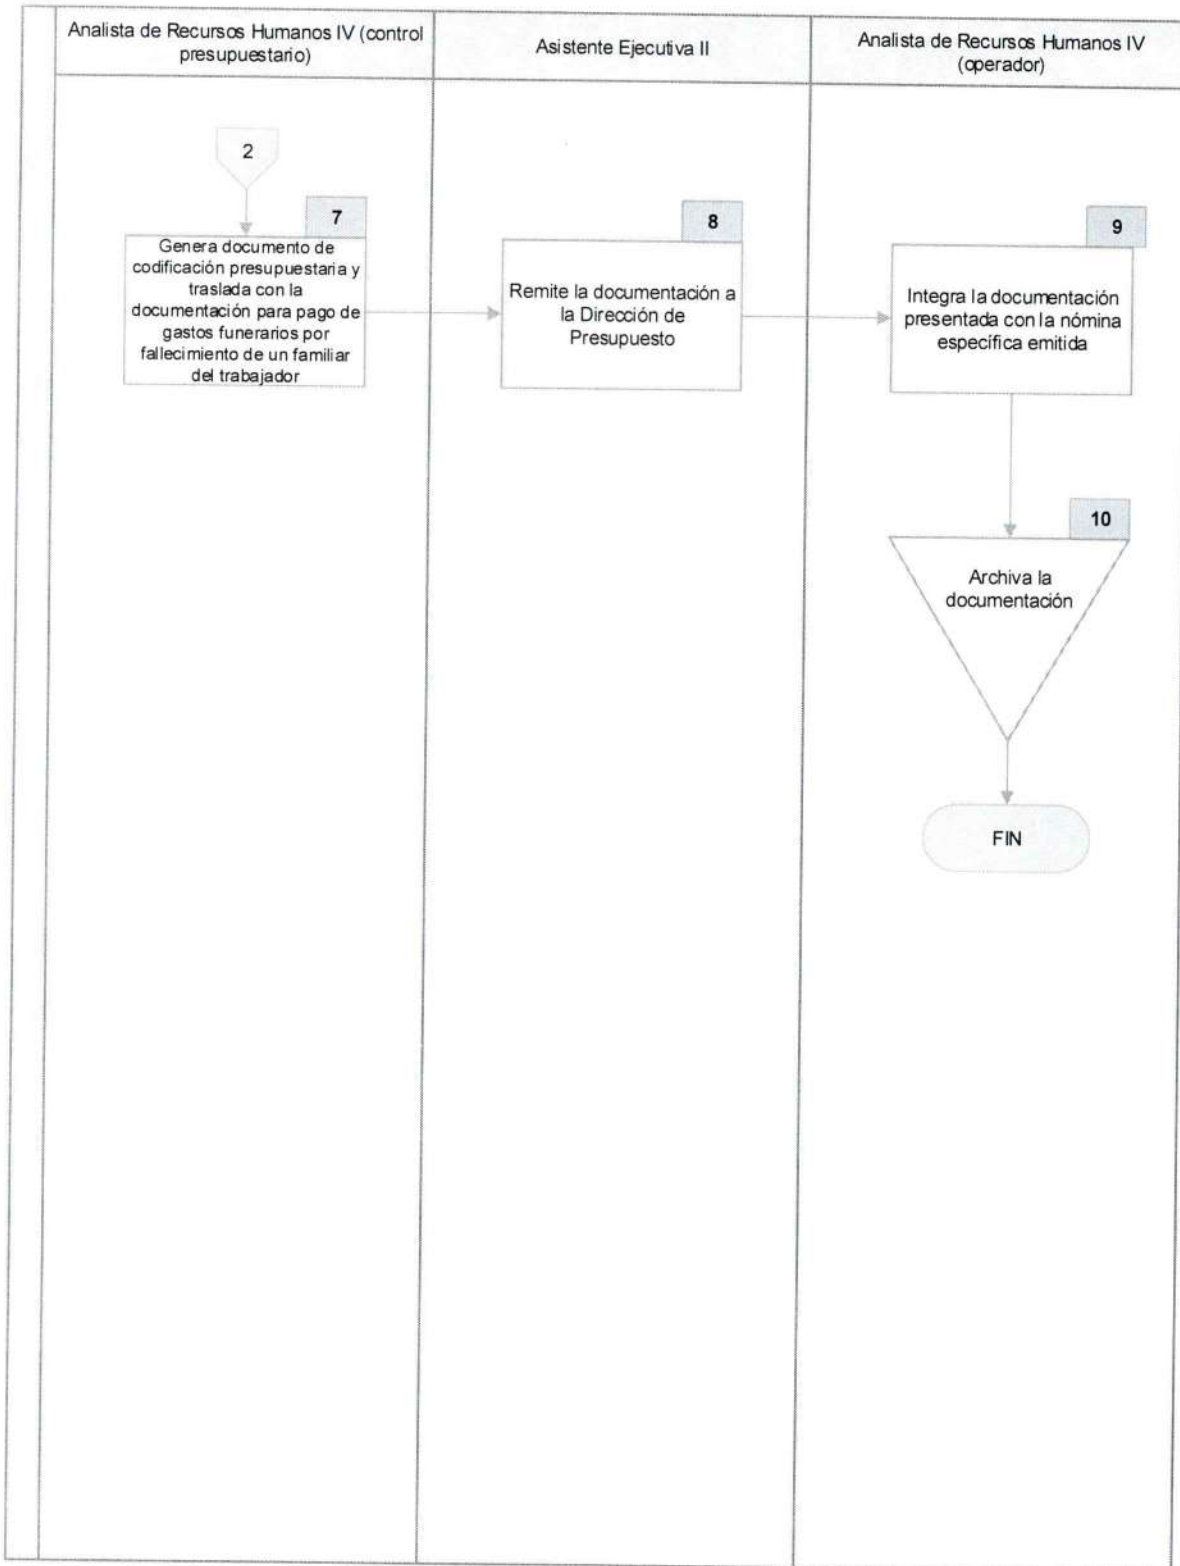 Analista de Recursos Humanos IV (control
presupuestario)
Asistente Ejecutiva II
Analista de Recursos Humanos IV
(operador)
2
7
Genera documento de
codificación presupuestaria y
traslada con la
documentación para pago de
gastos funerarios por
fallecimiento de un familiar
del trabajador
8
Remite la documentación a
la Dirección de
Presupuesto
9
Integra la documentación
presentada con la nómina
específica emitida
10
Archiva la
documentación
FIN